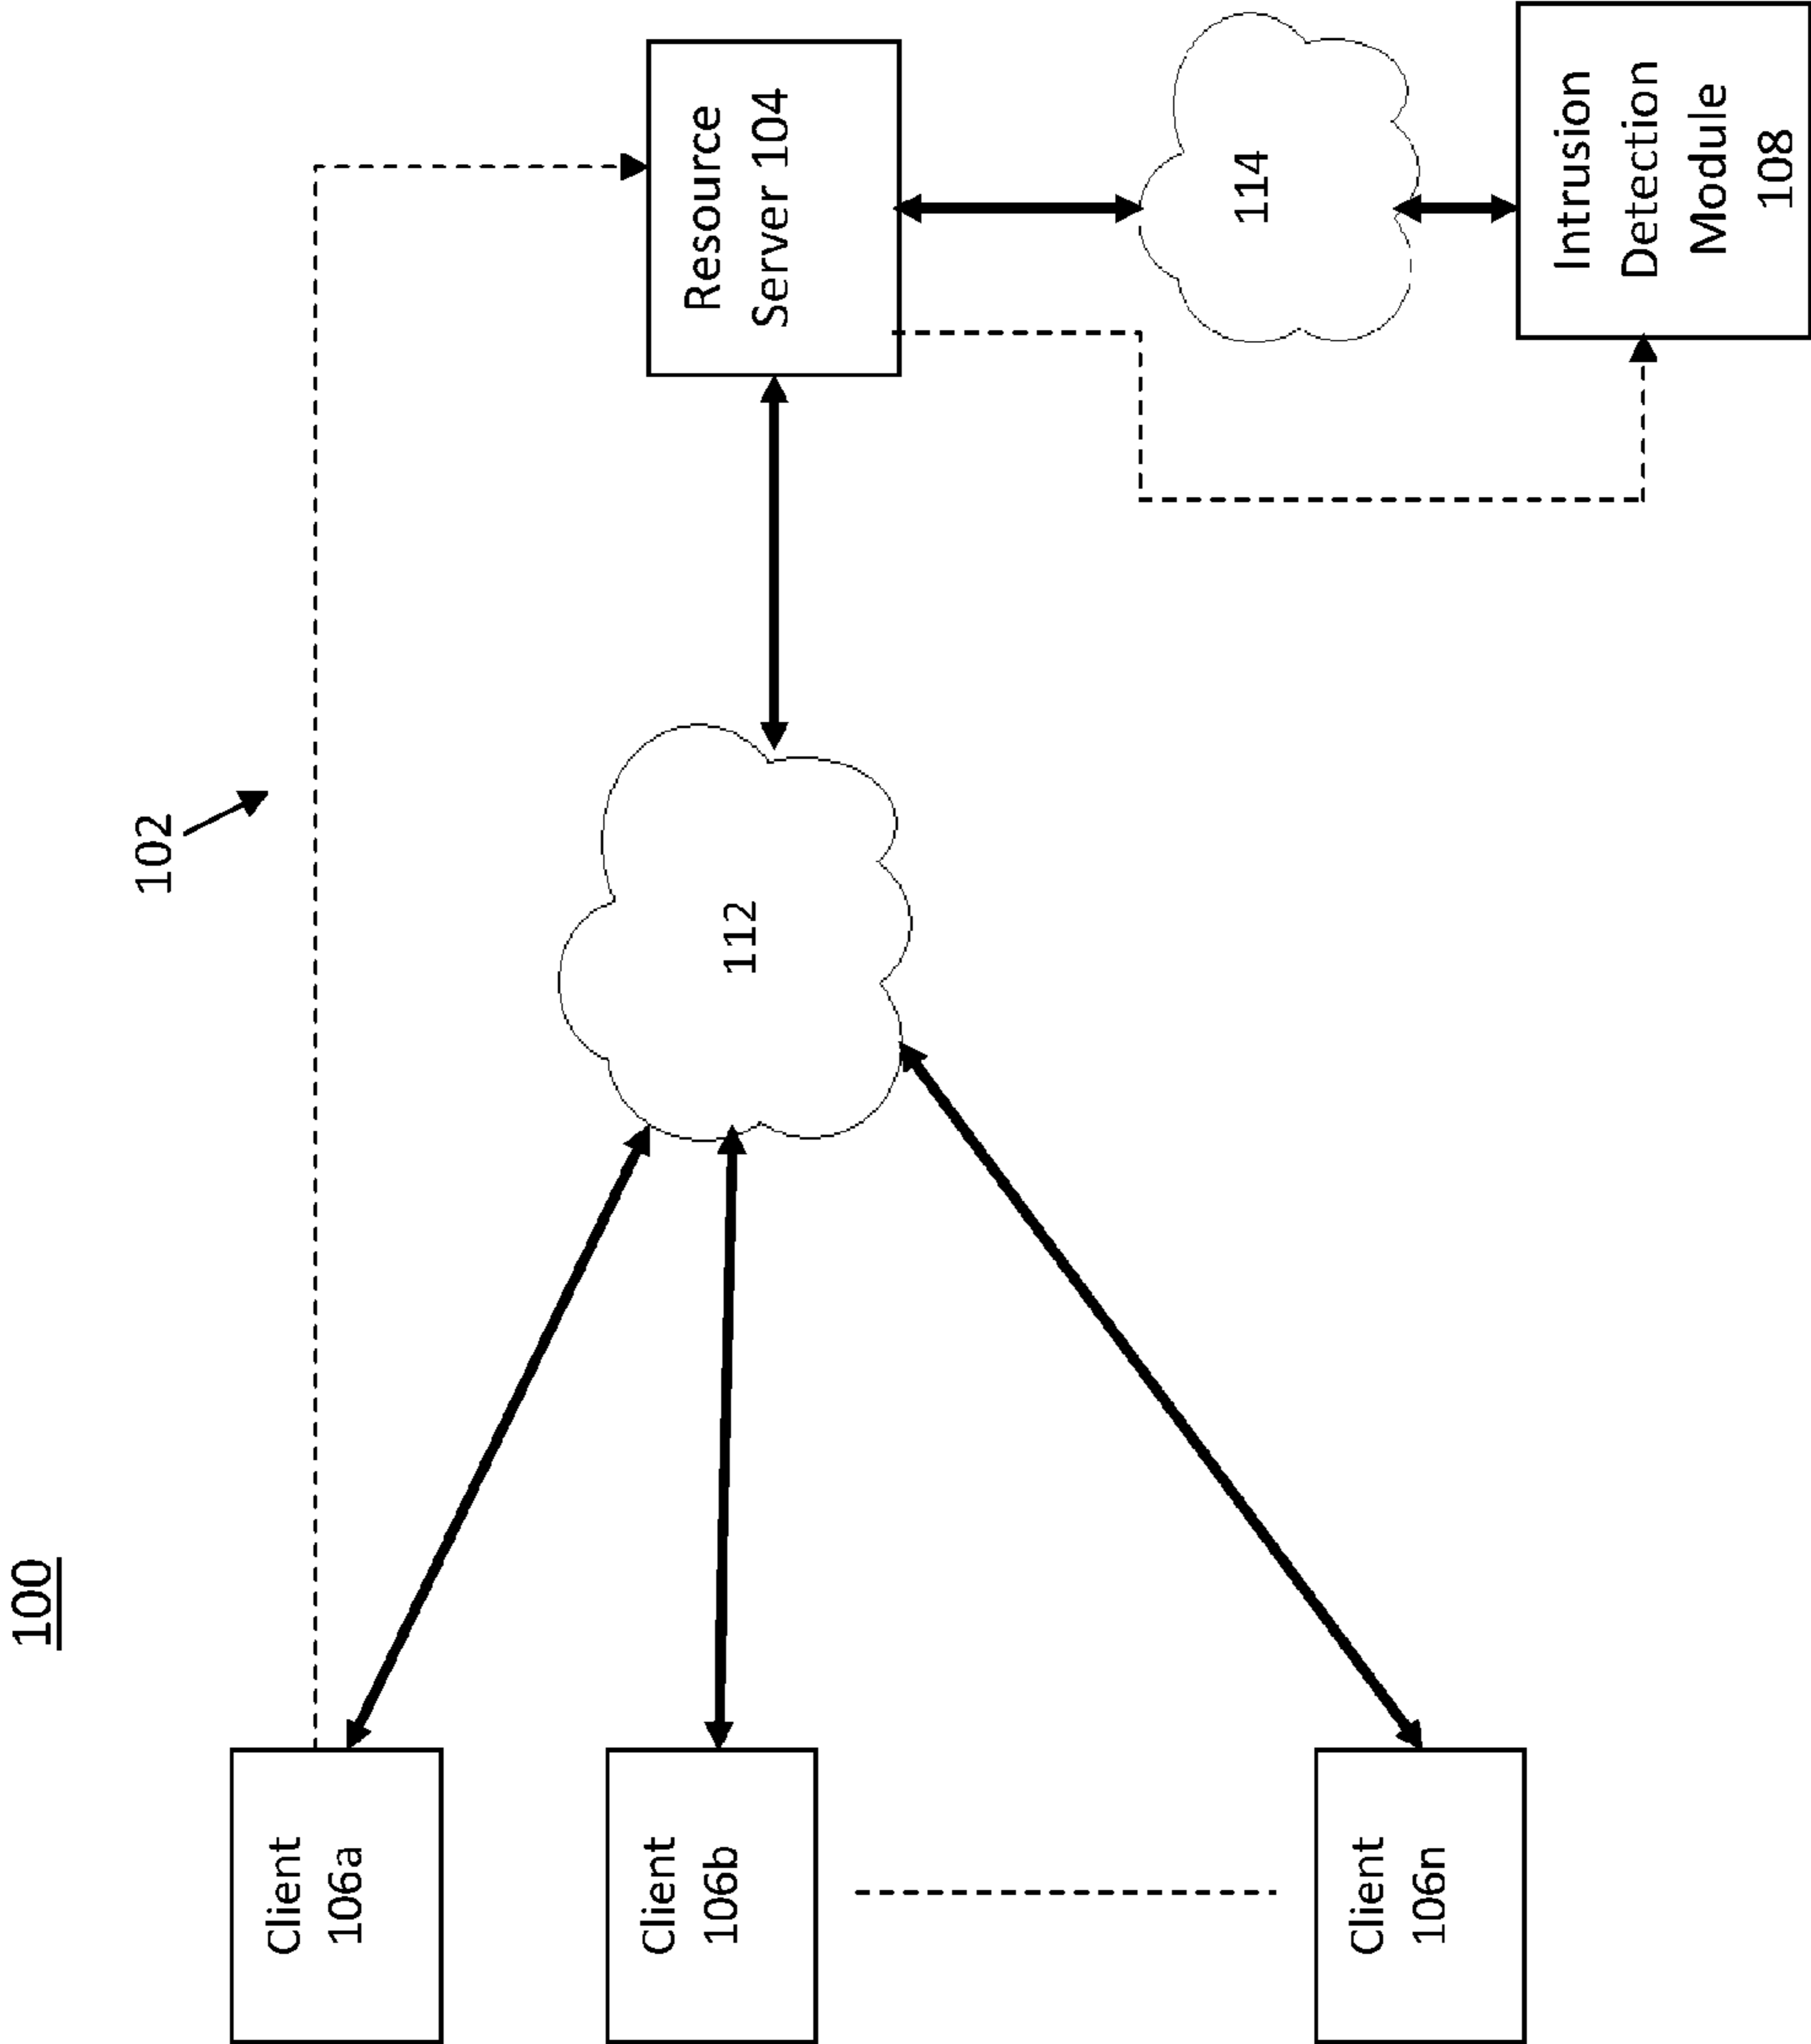 100
102
Client
106a
Client
106b
Client
106n
112
Resource
Server 104
114
Intrusion
Detection
Module
108